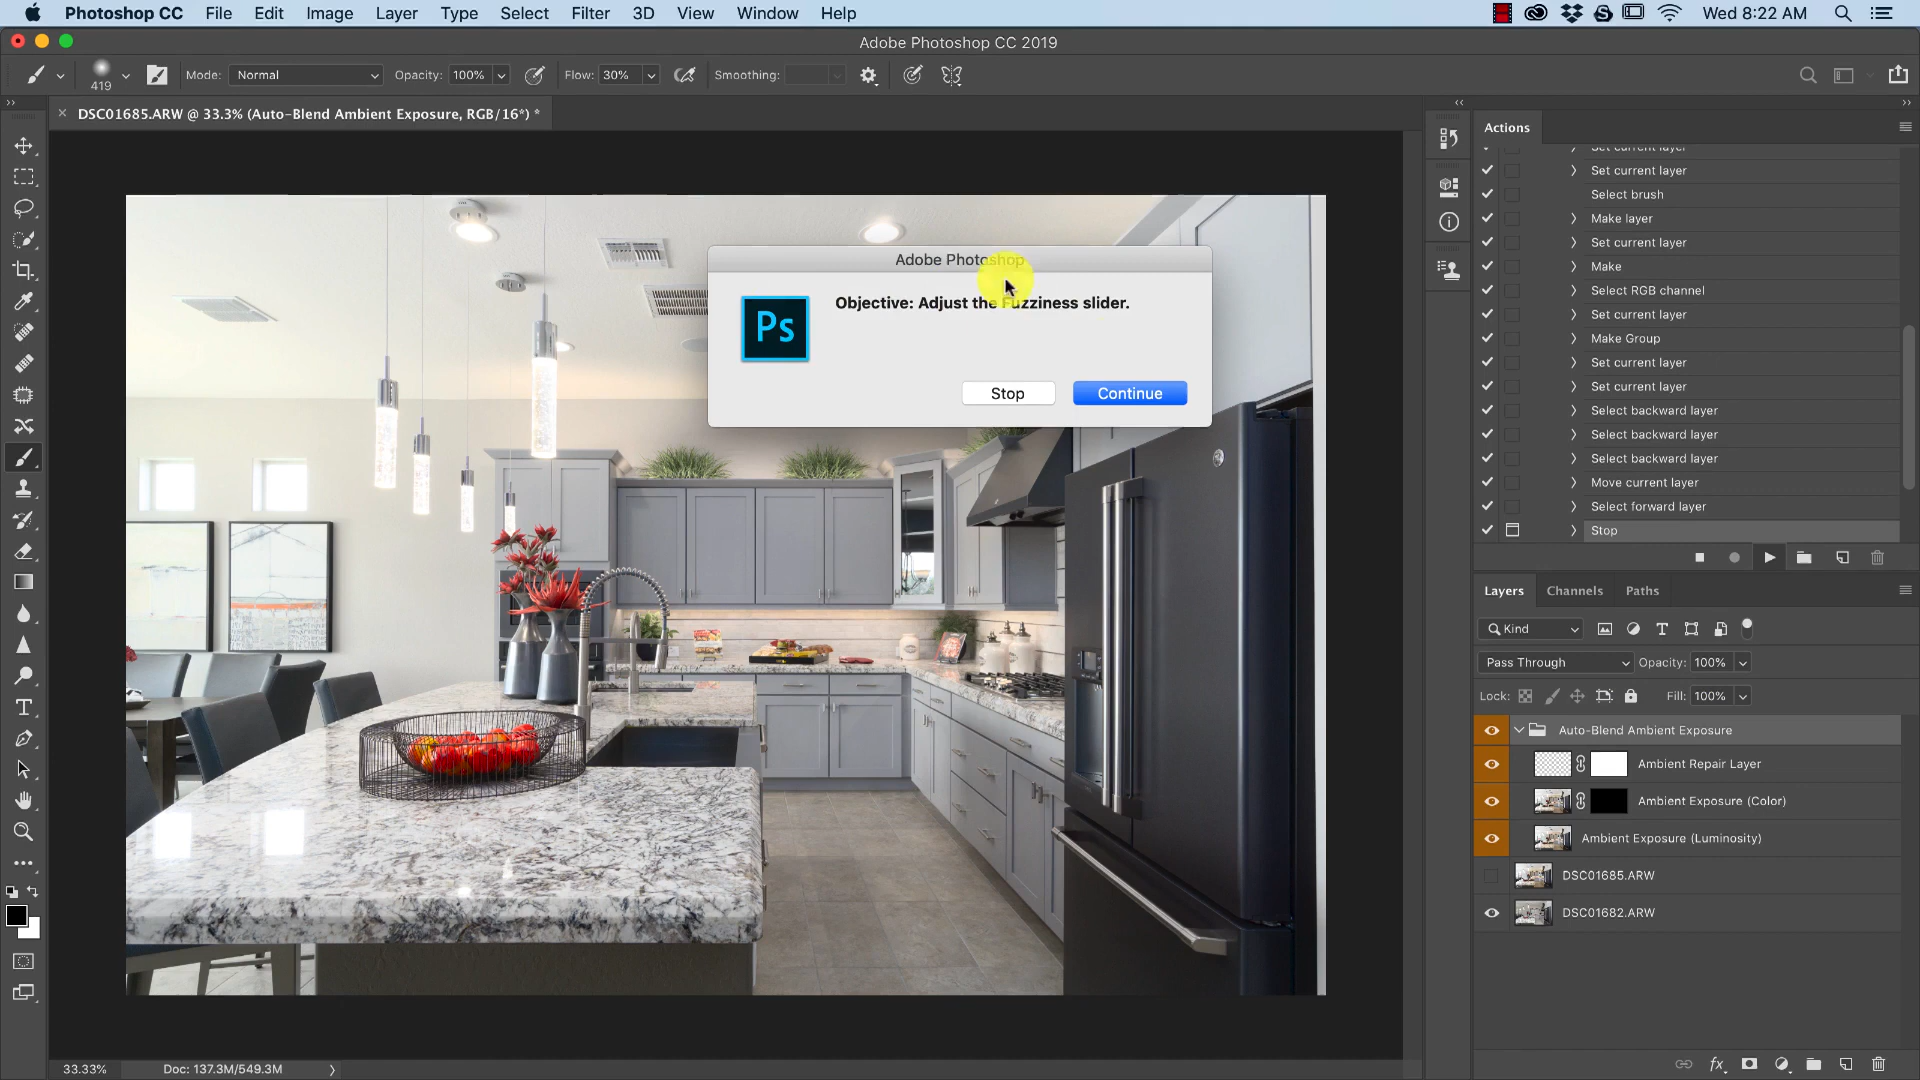 Photoshop CC File Edit Image Layer Type Select Filter 3D View Window Help Wed 8:22 AM
Adobe Photoshop CC 2019
419 Mode: Normal Opacity: 100% Flow: 30% Smoothing:
× DSC01685.ARW @ 33.3% (Auto-Blend Ambient Exposure, RGB/16*) *
Actions
Set current layer
Set current layer
Select brush
Make layer
Set current layer
Make
Select RGB channel
Set current layer
Make Group
Set current layer
Set current layer
Select backward layer
Select backward layer
Select backward layer
Move current layer
Select forward layer
Stop
Adobe Photoshop
Ps
Objective: Adjust the Fuzziness slider.
Stop Continue
Layers Channels Paths
Kind
Pass Through Opacity: 100%
Lock: Fill: 100%
Auto-Blend Ambient Exposure
Ambient Repair Layer
Ambient Exposure (Color)
Ambient Exposure (Luminosity)
DSC01685.ARW
DSC01682.ARW
33.33% Doc: 137.3M/549.3M